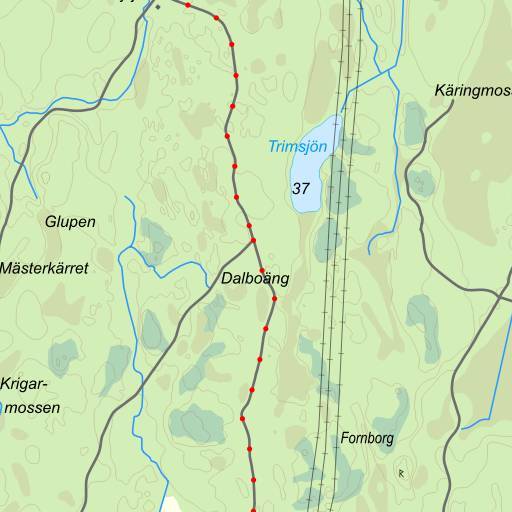 Käringmoss
Trimsjön
37
Glupen
Mästerkärret
Dalboäng
Krigar-
mossen
Fornborg
R